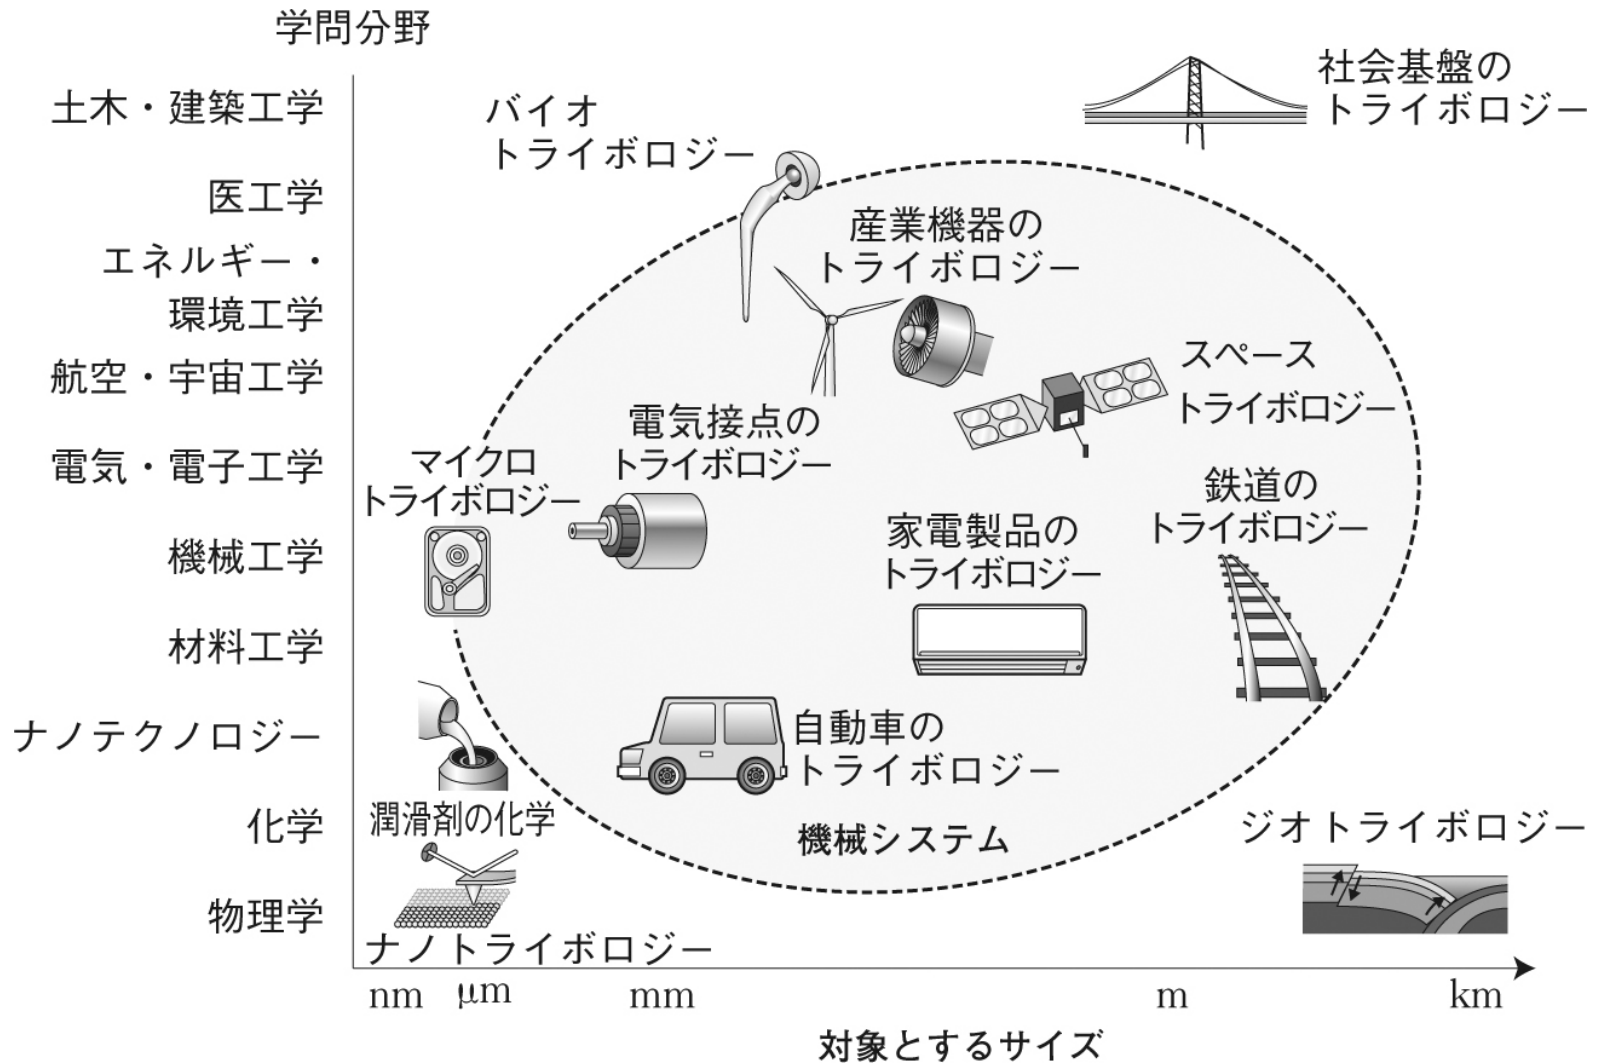 学問分野
土木・建築工学
医工学
エネルギー・
環境工学
航空・宇宙工学
電気・電子工学
機械工学
材料工学
ナノテクノロジー
化学
物理学
バイオ
トライボロジー
社会基盤の
トライボロジー
産業機器の
トライボロジー
スペース
トライボロジー
電気接点の
トライボロジー
マイクロ
トライボロジー
鉄道の
トライボロジー
家電製品の
トライボロジー
自動車の
トライボロジー
機械システム
潤滑剤の化学
ナノトライボロジー
ジオトライボロジー
nm
μm
mm
m
km
対象とするサイズ